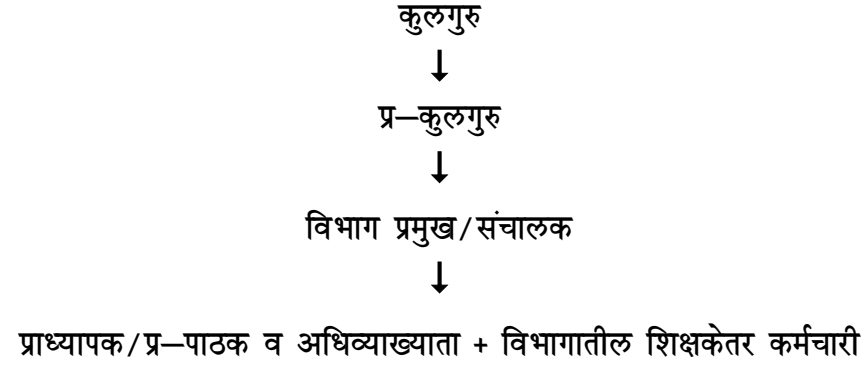 कुलगुरु
↓
प्र–कुलगुरु
↓
विभाग प्रमुख/संचालक
↓
प्राध्यापक/प्र–पाठक व अधिव्याख्याता + विभागातील शिक्षकेतर कर्मचारी